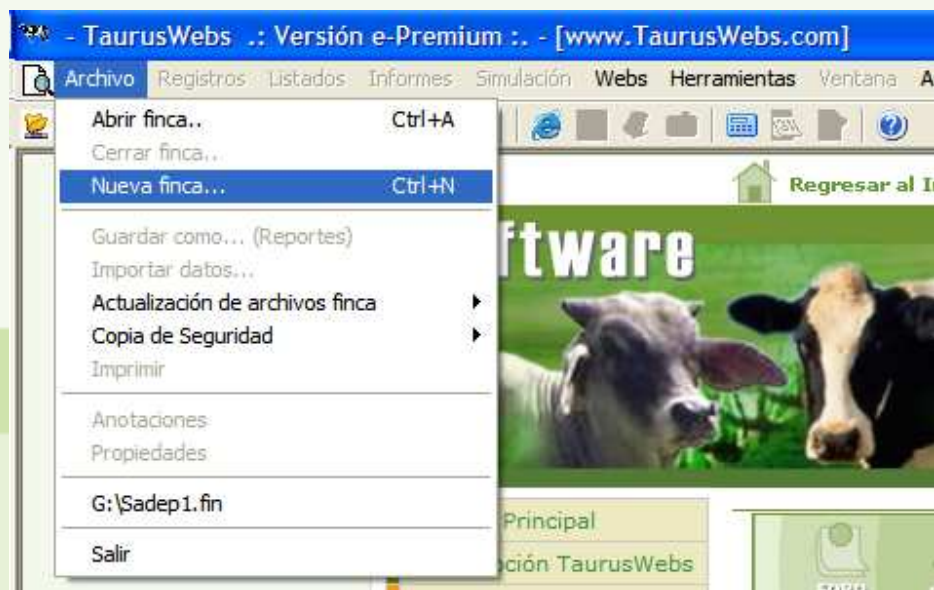 - TaurusWebs .: Versión e-Premium :. - [www.TaurusWebs.com]
Archivo Registros Listados Informes Simulación Webs Herramientas Ventana A
Abrir finca.. Ctrl+A
Cerrar finca..
Nueva finca... Ctrl+N
Regresar al I
Guardar como... (Reportes)
ftware
Importar datos...
Actualización de archivos finca
Copia de Seguridad
Imprimir
Anotaciones
Propiedades
G:\Sadep1.fin
Principal
Salir
oción TaurusWebs